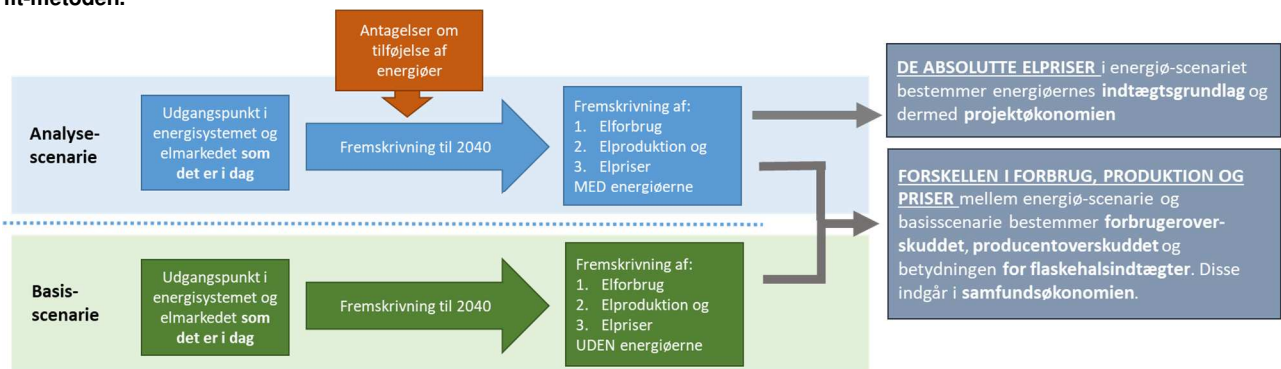 fit-metoden.
Antagelser om
tilføjelse af
energiøer
Analyse-
scenarie
Udgangspunkt i
energisystemet og
elmarkedet som
det er i dag
Fremskrivning til 2040
Fremskrivning af:
1. Elforbrug
2. Elproduktion og
3. Elpriser
MED energiøerne
DE ABSOLUTTE ELPRISER i energiø-scenariet
bestemmer energiøernes indtægtsgrundlag og
dermed projektøkonomien
Basis-
scenarie
Udgangspunkt i
energisystemet og
elmarkedet som
det er i dag
Fremskrivning til 2040
Fremskrivning af:
1. Elforbrug
2. Elproduktion og
3. Elpriser
UDEN energiøerne
FORSKELLEN I FORBRUG, PRODUKTION OG
PRISER mellem energiø-scenarie og
basisscenarie bestemmer forbrugerover-
skuddet, producentoverskuddet og
betydningen for flaskehalsindtægter. Disse
indgår i samfundsøkonomien.